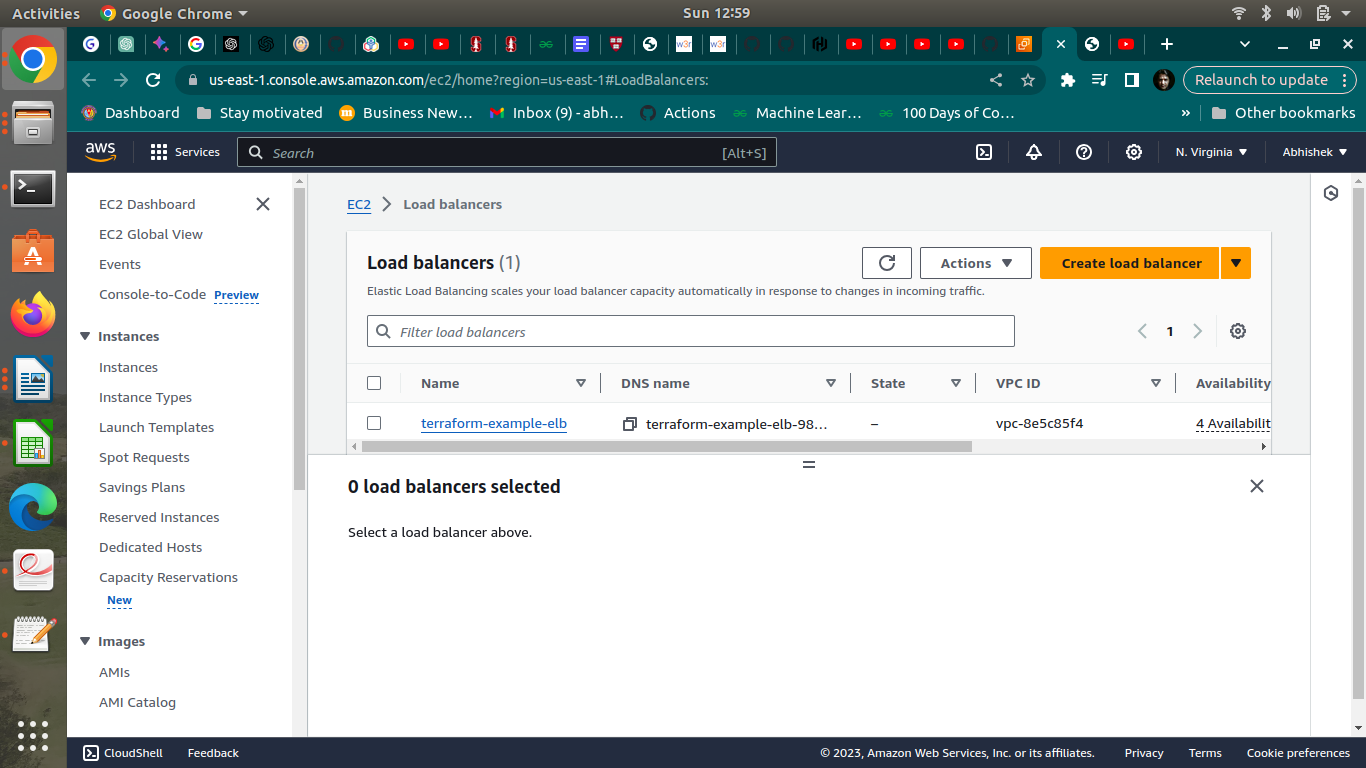 Activities Google Chrome Sun 12:59
us-east-1.console.aws.amazon.com/ec2/home?region=us-east-1#LoadBalancers: Relaunch to update
Dashboard Stay motivated Business New… Inbox (9) - abh… Actions Machine Lear… 100 Days of Co… » Other bookmarks
aws Services Search [Alt+S] N. Virginia Abhishek
EC2 Dashboard
EC2 Global View
Events
Console-to-Code Preview
Instances
Instances
Instance Types
Launch Templates
Spot Requests
Savings Plans
Reserved Instances
Dedicated Hosts
Capacity Reservations
New
Images
AMIs
AMI Catalog
EC2 Load balancers
Load balancers (1) Actions Create load balancer
Elastic Load Balancing scales your load balancer capacity automatically in response to changes in incoming traffic.
Filter load balancers 1
Name DNS name State VPC ID Availability
terraform-example-elb terraform-example-elb-98... – vpc-8e5c85f4 4 Availabilit
0 load balancers selected
Select a load balancer above.
CloudShell Feedback © 2023, Amazon Web Services, Inc. or its affiliates. Privacy Terms Cookie preferences